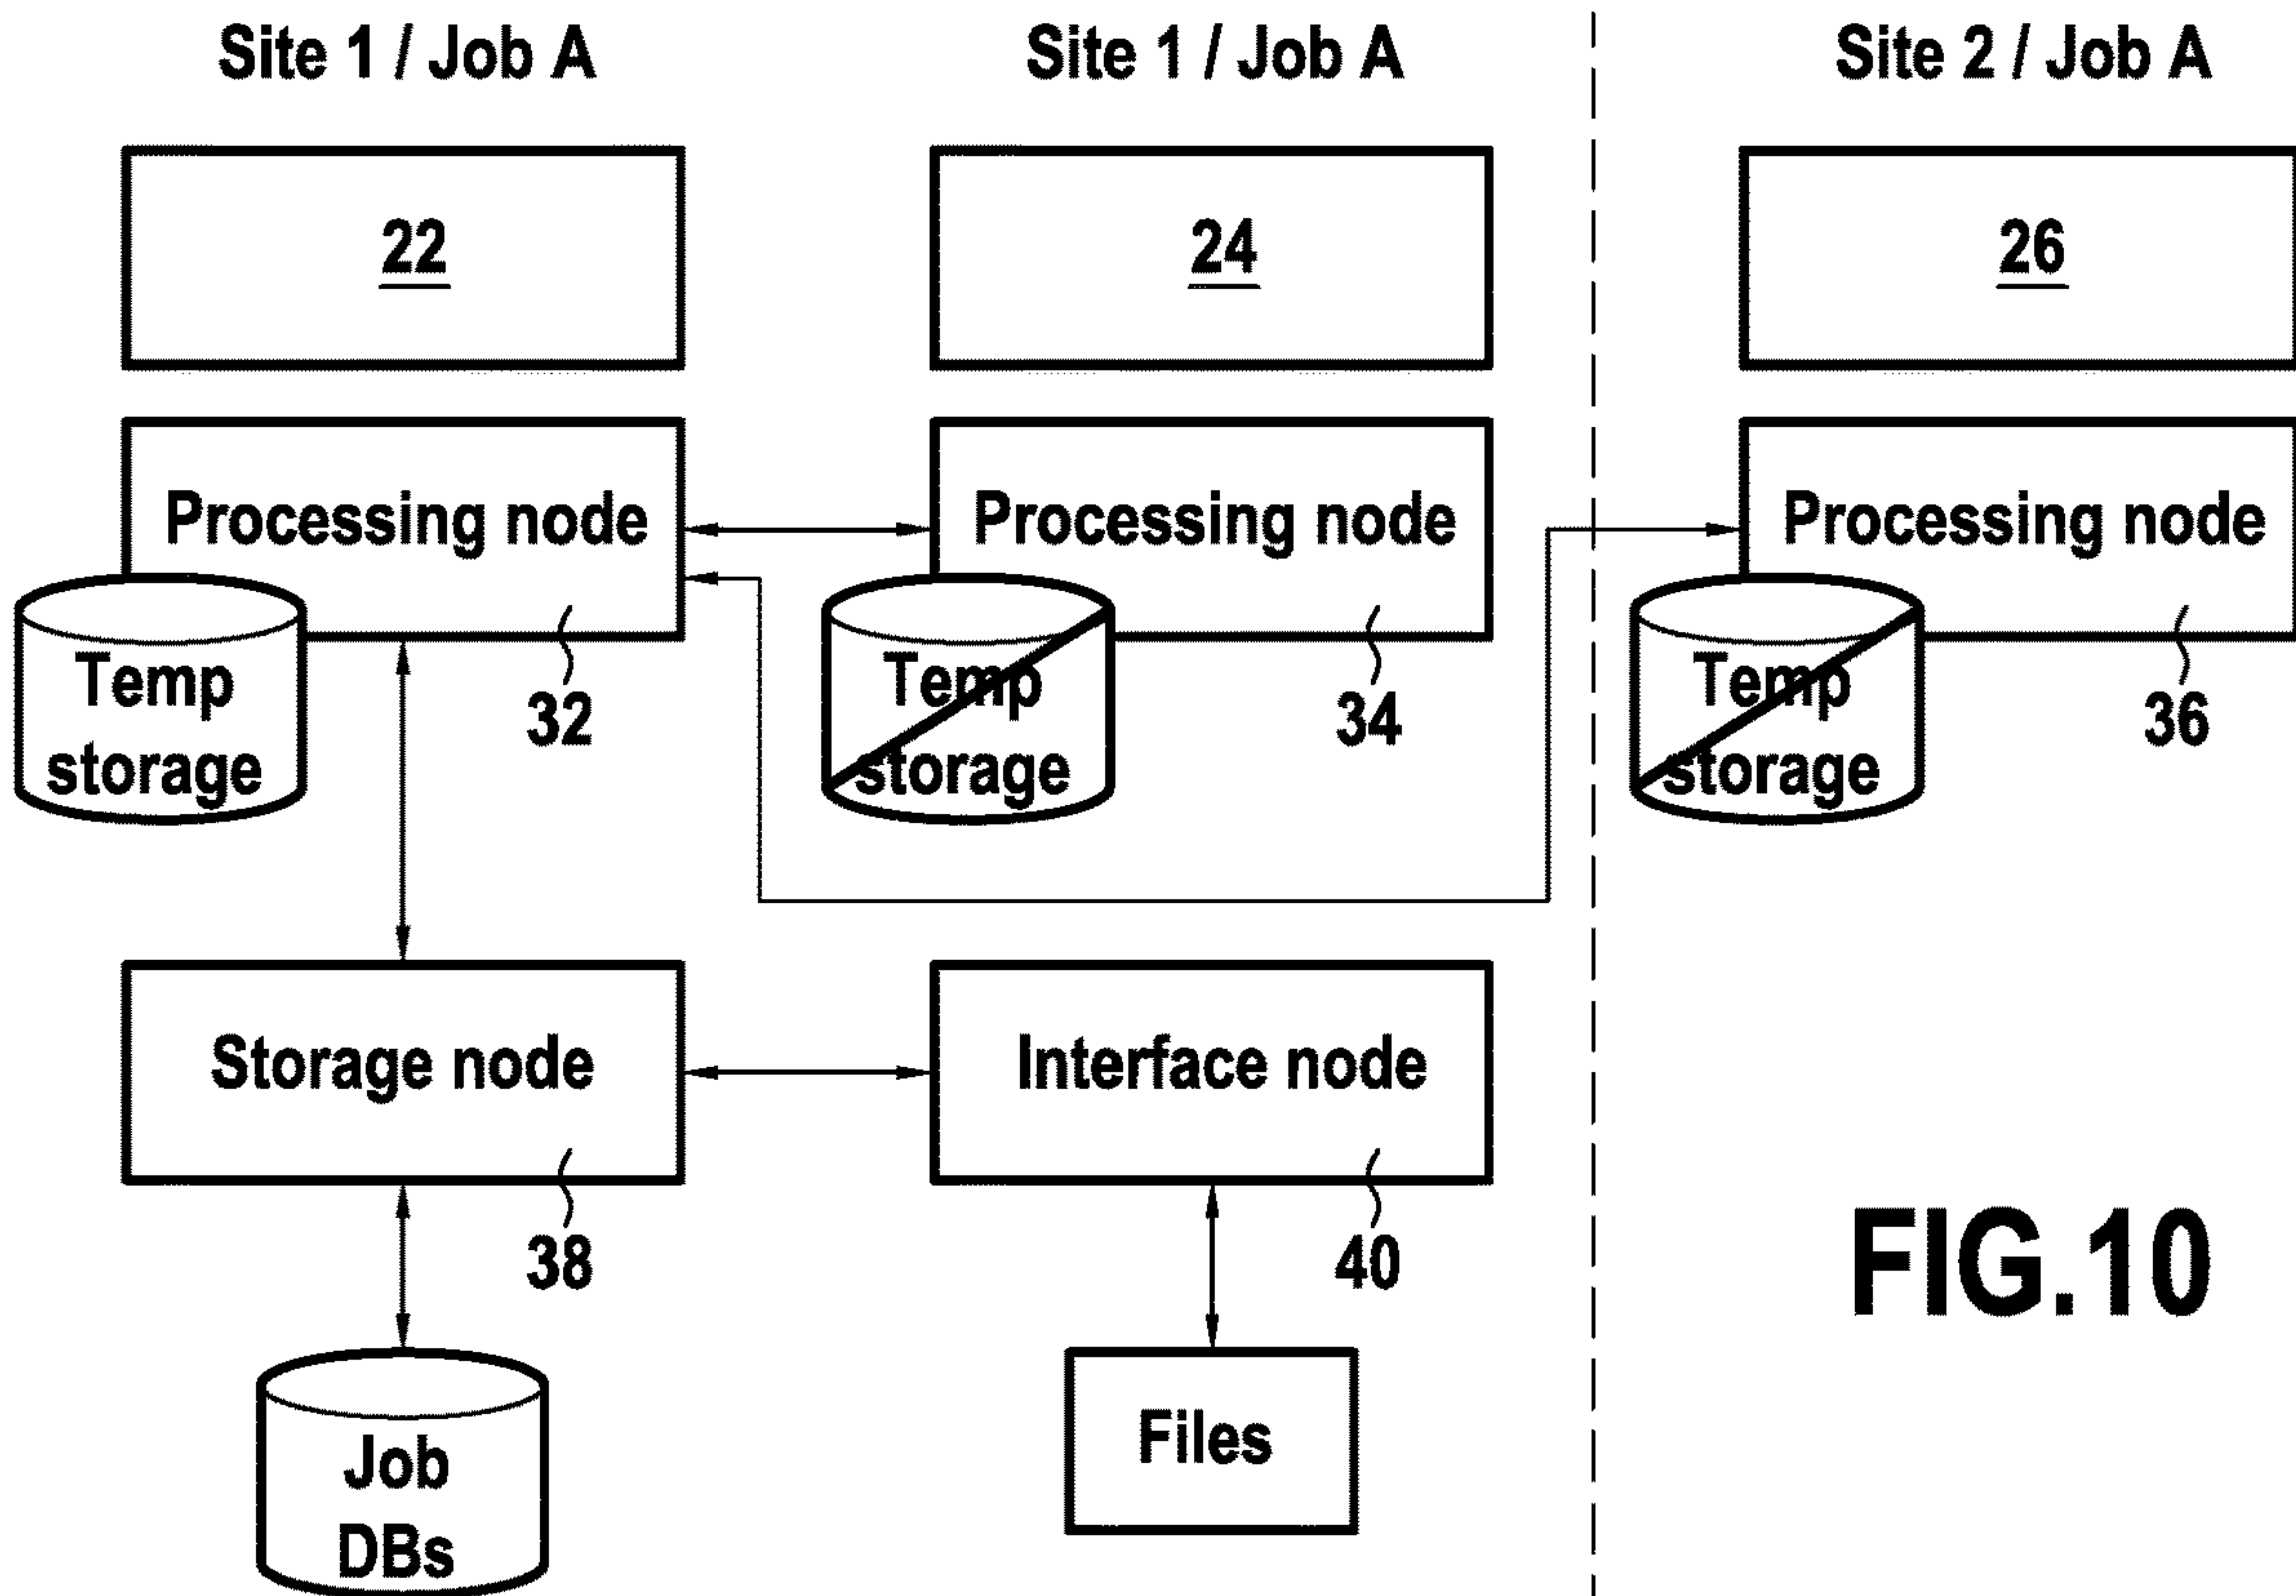 Site 1 / Job A
Site 1 / Job A
Site 2 / Job A
22
24
26
Processing node
Processing node
Processing node
Temp
storage
32
Temp
storage
34
Temp
storage
36
Storage node
Interface node
38
40
Job
DBs
Files
FIG.10